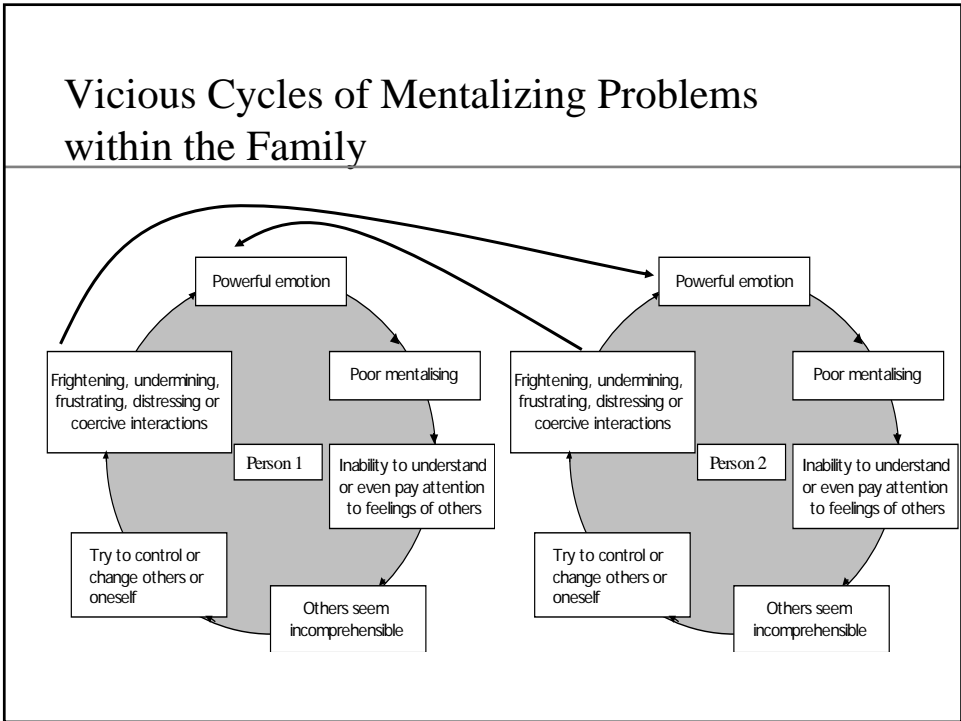 Vicious Cycles of Mentalizing Problems
within the Family
Powerful emotion
Poor mentalising
Inability to understand
or even pay attention
to feelings of others
Others seem
incomprehensible
Try to control or
change others or
oneself
Frightening, undermining,
frustrating, distressing or
coercive interactions
Person 1
Powerful emotion
Poor mentalising
Inability to understand
or even pay attention
to feelings of others
Others seem
incomprehensible
Try to control or
change others or
oneself
Frightening, undermining,
frustrating, distressing or
coercive interactions
Person 2